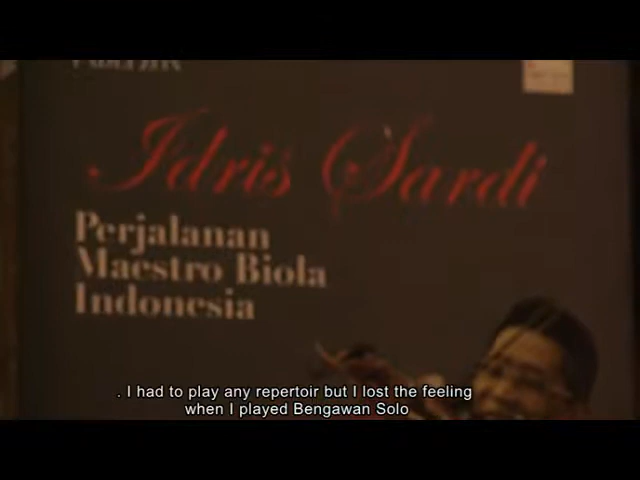 Idris Sardi
Perjalanan
Maestro Biola
Indonesia
. I had to play any repertoir but I lost the feeling
when I played Bengawan Solo